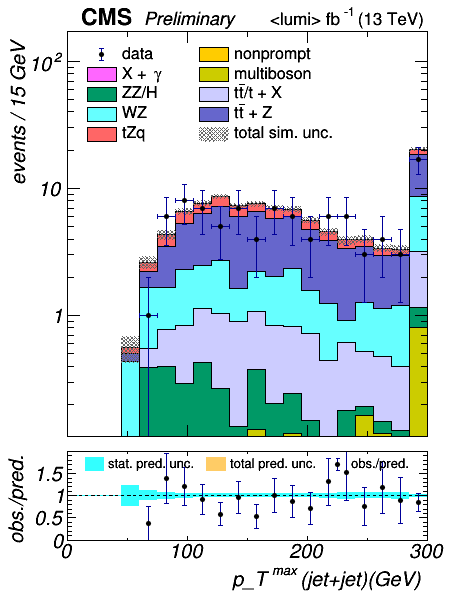 CMS Preliminary <lumi> fb⁻¹ (13 TeV)
events / 15 GeV
10²
10
1
data
X + γ
ZZ/H
WZ
tZq
nonprompt
multiboson
tt̄/t + X
tt̄ + Z
total sim. unc.
obs./pred.
1.5
1
0.5
0
stat. pred. unc. total pred. unc. obs./pred.
0 100 200 300
p_T^max (jet+jet)(GeV)